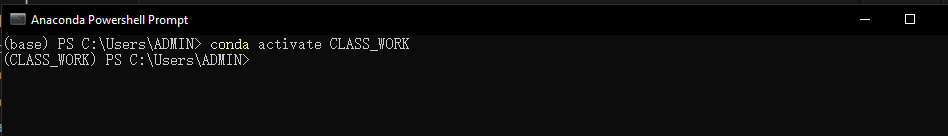 Anaconda Powershell Prompt
(base) PS C:\Users\ADMIN> conda activate CLASS_WORK
(CLASS_WORK) PS C:\Users\ADMIN>